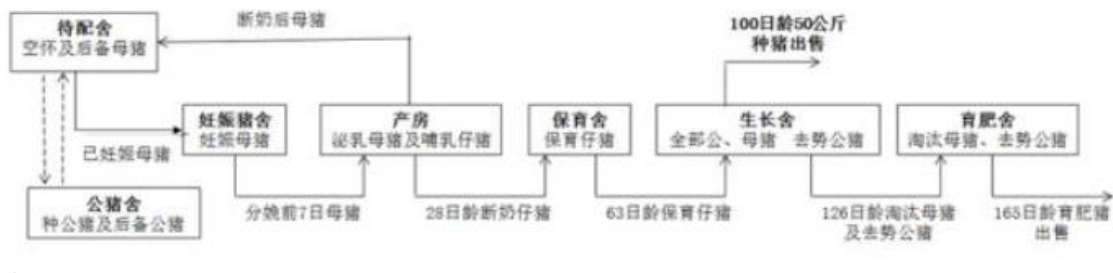 断奶后母猪
待配舍
空怀及后备母猪
100日龄50公斤
种猪出售
妊娠猪舍
妊娠母猪
产房
泌乳母猪及哺乳仔猪
保育舍
保育仔猪
生长舍
全部公、母猪 去势公猪
育肥舍
淘汰母猪、去势公猪
已妊娠母猪
公猪舍
种公猪及后备公猪
分娩前7日母猪
28日龄断奶仔猪
63日龄保育仔猪
126日龄淘汰母猪
及去势公猪
165日龄育肥猪
出售